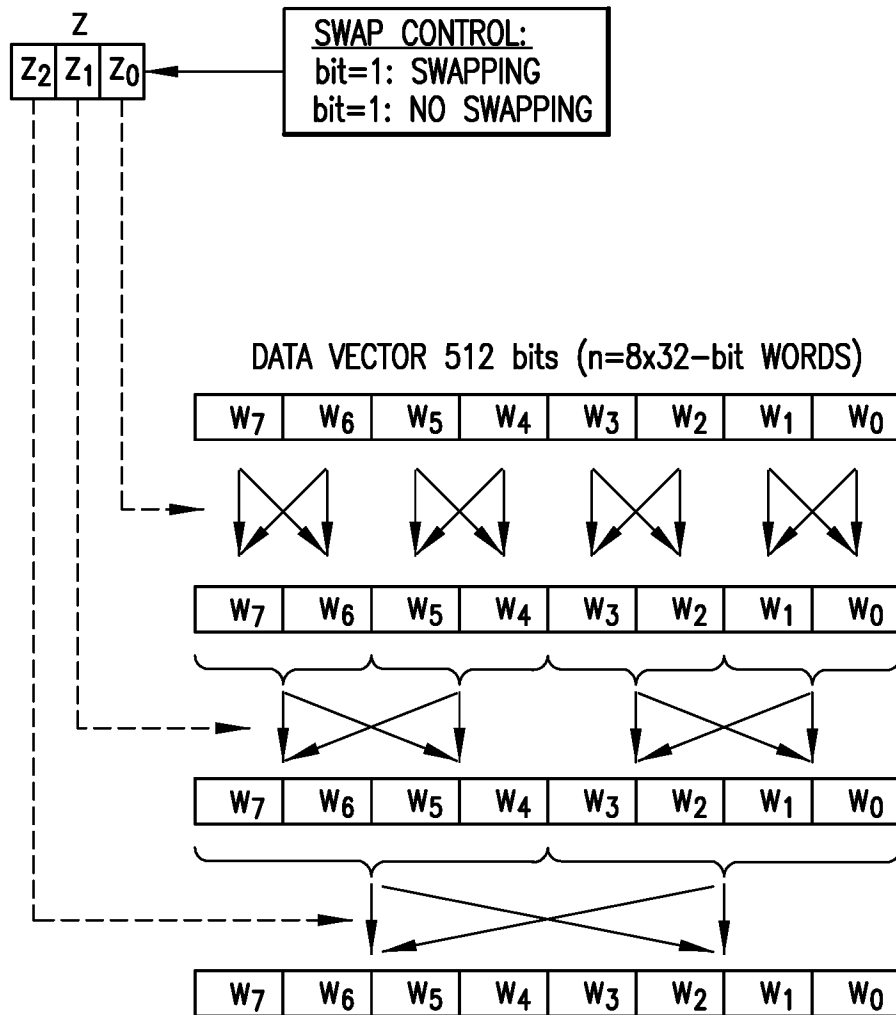 Z
Z2 Z1 Z0
SWAP CONTROL:
bit=1: SWAPPING
bit=1: NO SWAPPING
DATA VECTOR 512 bits (n=8x32-bit WORDS)
W7 W6 W5 W4 W3 W2 W1 W0
W7 W6 W5 W4 W3 W2 W1 W0
W7 W6 W5 W4 W3 W2 W1 W0
W7 W6 W5 W4 W3 W2 W1 W0